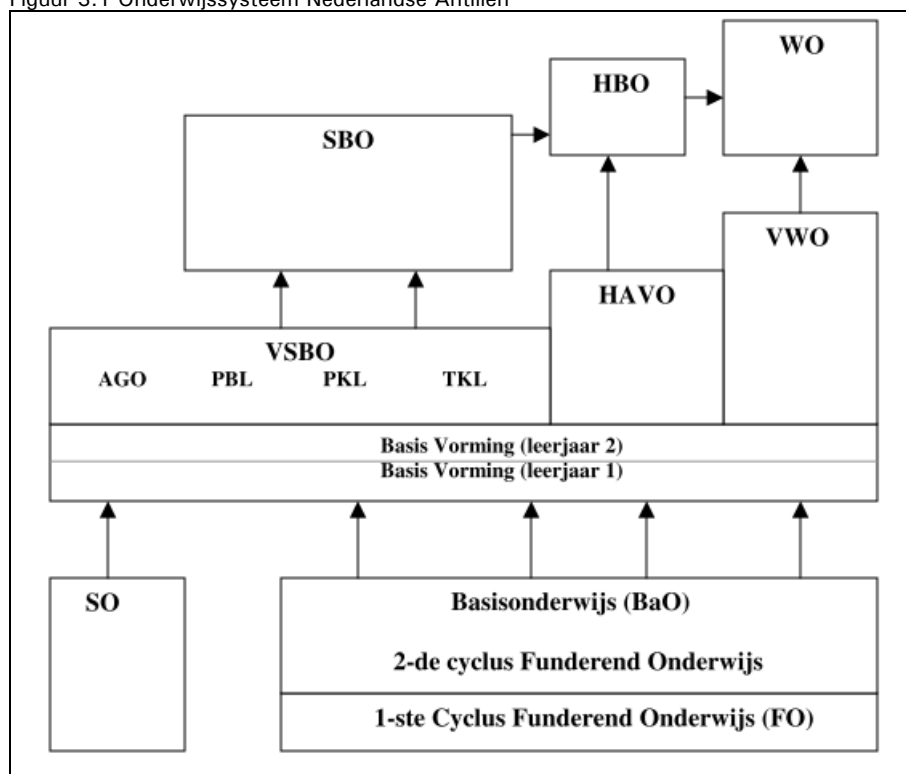 Figuur 3.1 Onderwijssysteem Nederlandse Antillen
WO
HBO
SBO
VWO
HAVO
VSBO
AGO PBL PKL TKL
Basis Vorming (leerjaar 2)
Basis Vorming (leerjaar 1)
SO
Basisonderwijs (BaO)
2-de cyclus Funderend Onderwijs
1-ste Cyclus Funderend Onderwijs (FO)